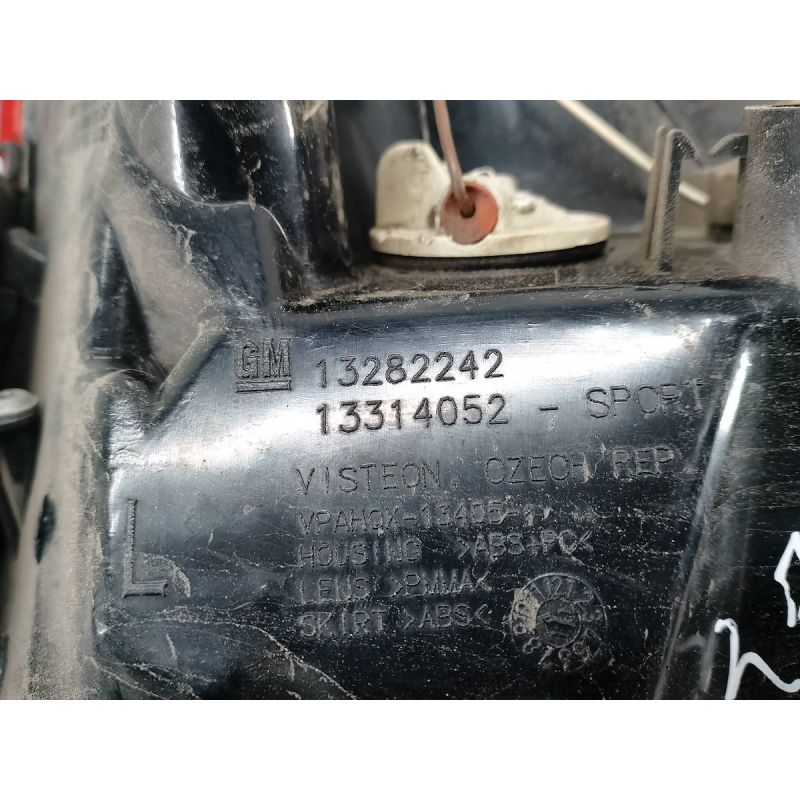 GM 13282242
13314052 - SPORT
VISTEON, CZECH REP
L
HOUSING >ABS+PC<
LENS >PMMA<
SKIRT >ABS<